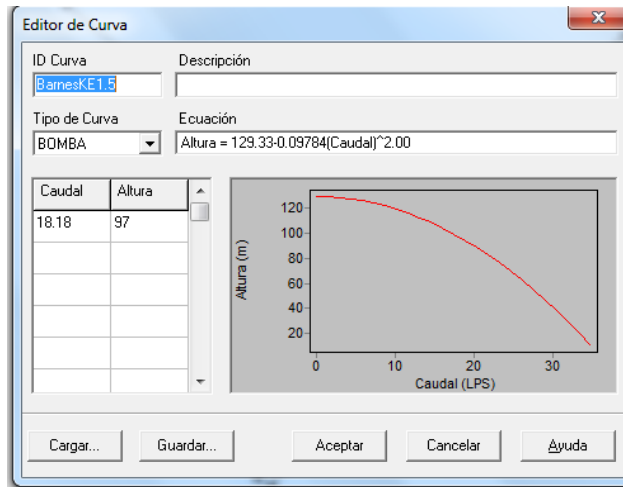 Editor de Curva
ID Curva Descripción
BarnesKE1.5
Tipo de Curva Ecuación
BOMBA Altura = 129.33-0.09784(Caudal)^2.00
Caudal Altura
18.18 97
120
100
80
60
40
20
Altura (m)
0 10 20 30
Caudal (LPS)
Cargar... Guardar... Aceptar Cancelar Ayuda